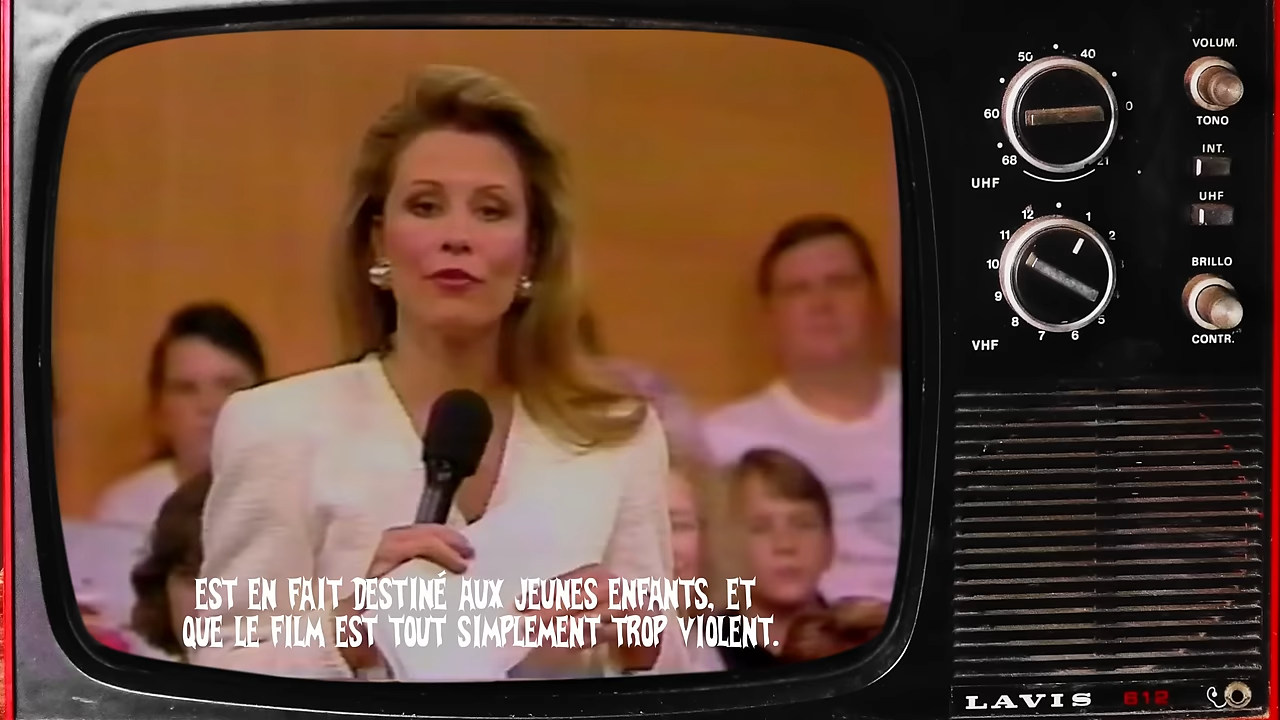 EST EN FAIT DESTINÉ AUX JEUNES ENFANTS, ET
QUE LE FILM EST TOUT SIMPLEMENT TROP VIOLENT.
50 40
60 0
68 21
UHF
12 1
11 2
10
9
8 5
7 6
VHF
VOLUM.
TONO
INT.
UHF
BRILLO
CONTR.
LAVIS 612